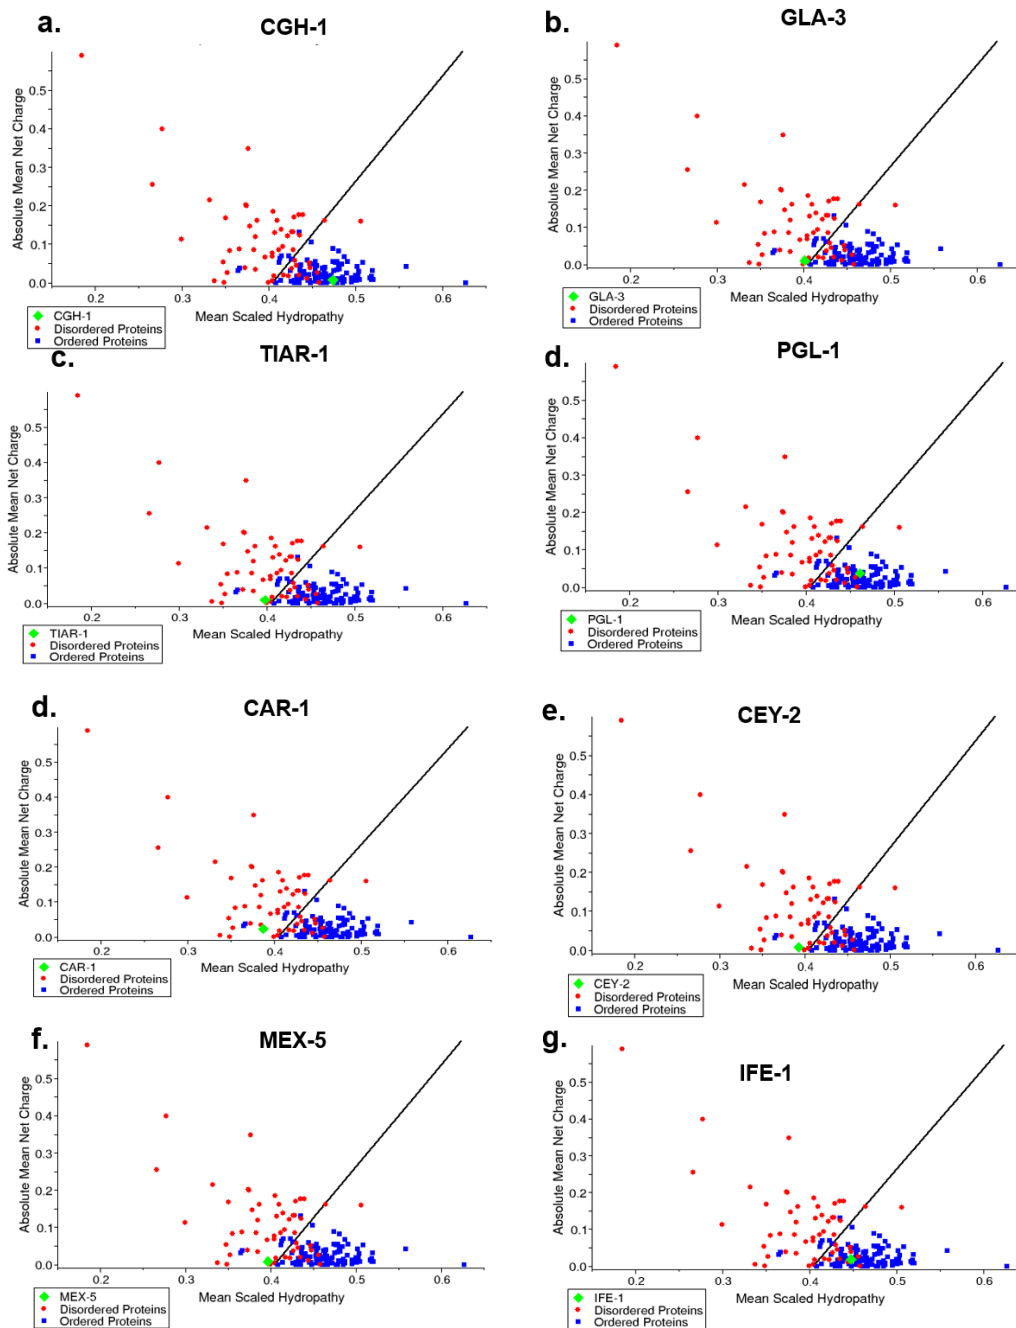 a.
CGH-1
Absolute Mean Net Charge
0.5
0.4
0.3
0.2
0.1
0.0
0.2 0.3 0.4 0.5 0.6
Mean Scaled Hydropathy
CGH-1
Disordered Proteins
Ordered Proteins
b.
GLA-3
Absolute Mean Net Charge
0.5
0.4
0.3
0.2
0.1
0.0
0.2 0.3 0.4 0.5 0.6
Mean Scaled Hydropathy
GLA-3
Disordered Proteins
Ordered Proteins
c.
TIAR-1
Absolute Mean Net Charge
0.5
0.4
0.3
0.2
0.1
0.0
0.2 0.3 0.4 0.5 0.6
Mean Scaled Hydropathy
TIAR-1
Disordered Proteins
Ordered Proteins
d.
PGL-1
Absolute Mean Net Charge
0.5
0.4
0.3
0.2
0.1
0.0
0.2 0.3 0.4 0.5 0.6
Mean Scaled Hydropathy
PGL-1
Disordered Proteins
Ordered Proteins
d.
CAR-1
Absolute Mean Net Charge
0.5
0.4
0.3
0.2
0.1
0.0
0.2 0.3 0.4 0.5 0.6
Mean Scaled Hydropathy
CAR-1
Disordered Proteins
Ordered Proteins
e.
CEY-2
Absolute Mean Net Charge
0.5
0.4
0.3
0.2
0.1
0.0
0.2 0.3 0.4 0.5 0.6
Mean Scaled Hydropathy
CEY-2
Disordered Proteins
Ordered Proteins
f.
MEX-5
Absolute Mean Net Charge
0.5
0.4
0.3
0.2
0.1
0.0
0.2 0.3 0.4 0.5 0.6
Mean Scaled Hydropathy
MEX-5
Disordered Proteins
Ordered Proteins
g.
IFE-1
Absolute Mean Net Charge
0.5
0.4
0.3
0.2
0.1
0.0
0.2 0.3 0.4 0.5 0.6
Mean Scaled Hydropathy
IFE-1
Disordered Proteins
Ordered Proteins